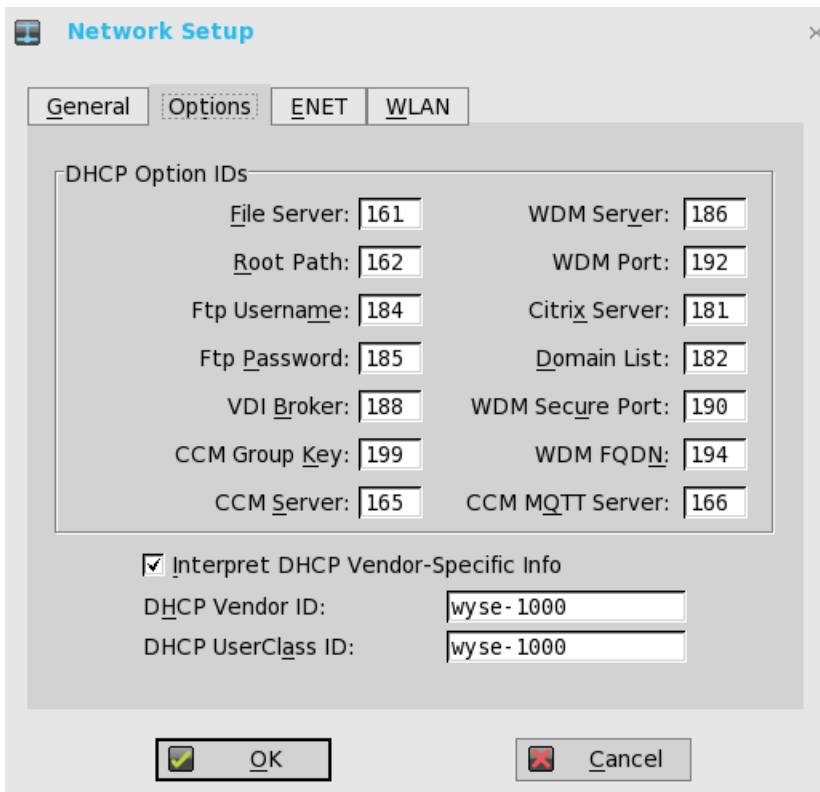 Network Setup
General Options ENET WLAN
DHCP Option IDs
File Server: 161 WDM Server: 186
Root Path: 162 WDM Port: 192
Ftp Username: 184 Citrix Server: 181
Ftp Password: 185 Domain List: 182
VDI Broker: 188 WDM Secure Port: 190
CCM Group Key: 199 WDM FQDN: 194
CCM Server: 165 CCM MQTT Server: 166
Interpret DHCP Vendor-Specific Info
DHCP Vendor ID: wyse-1000
DHCP UserClass ID: wyse-1000
OK Cancel